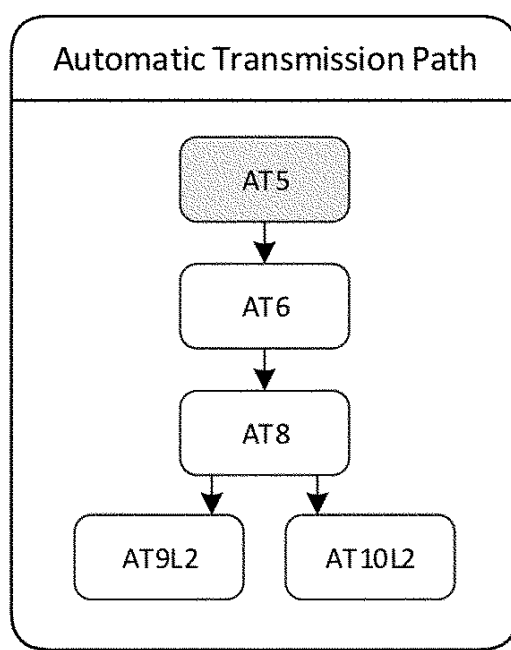 Automatic Transmission Path
AT5
AT6
AT8
AT9L2
AT10L2